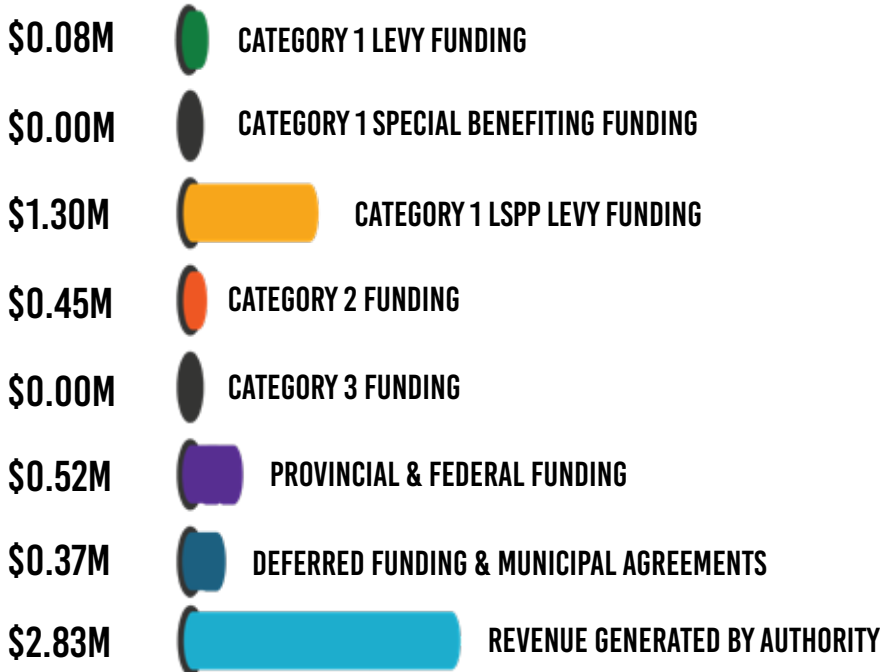 $0.08M CATEGORY 1 LEVY FUNDING
$0.00M CATEGORY 1 SPECIAL BENEFITING FUNDING
$1.30M CATEGORY 1 LSPP LEVY FUNDING
$0.45M CATEGORY 2 FUNDING
$0.00M CATEGORY 3 FUNDING
$0.52M PROVINCIAL & FEDERAL FUNDING
$0.37M DEFERRED FUNDING & MUNICIPAL AGREEMENTS
$2.83M REVENUE GENERATED BY AUTHORITY